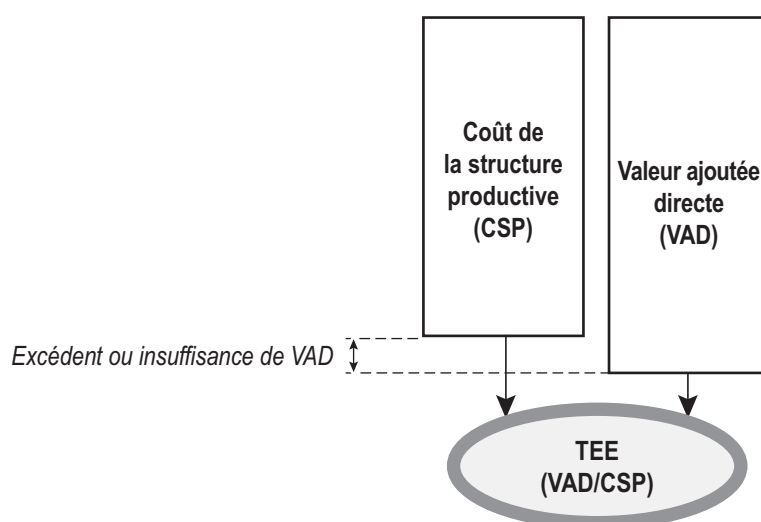 Coût de
la structure
productive
(CSP)
Valeur ajoutée
directe
(VAD)
Excédent ou insuffisance de VAD
TEE
(VAD/CSP)